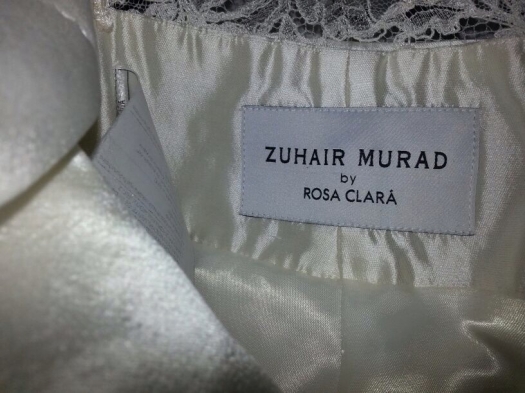 ZUHAIR MURAD
by
ROSA CLARÁ